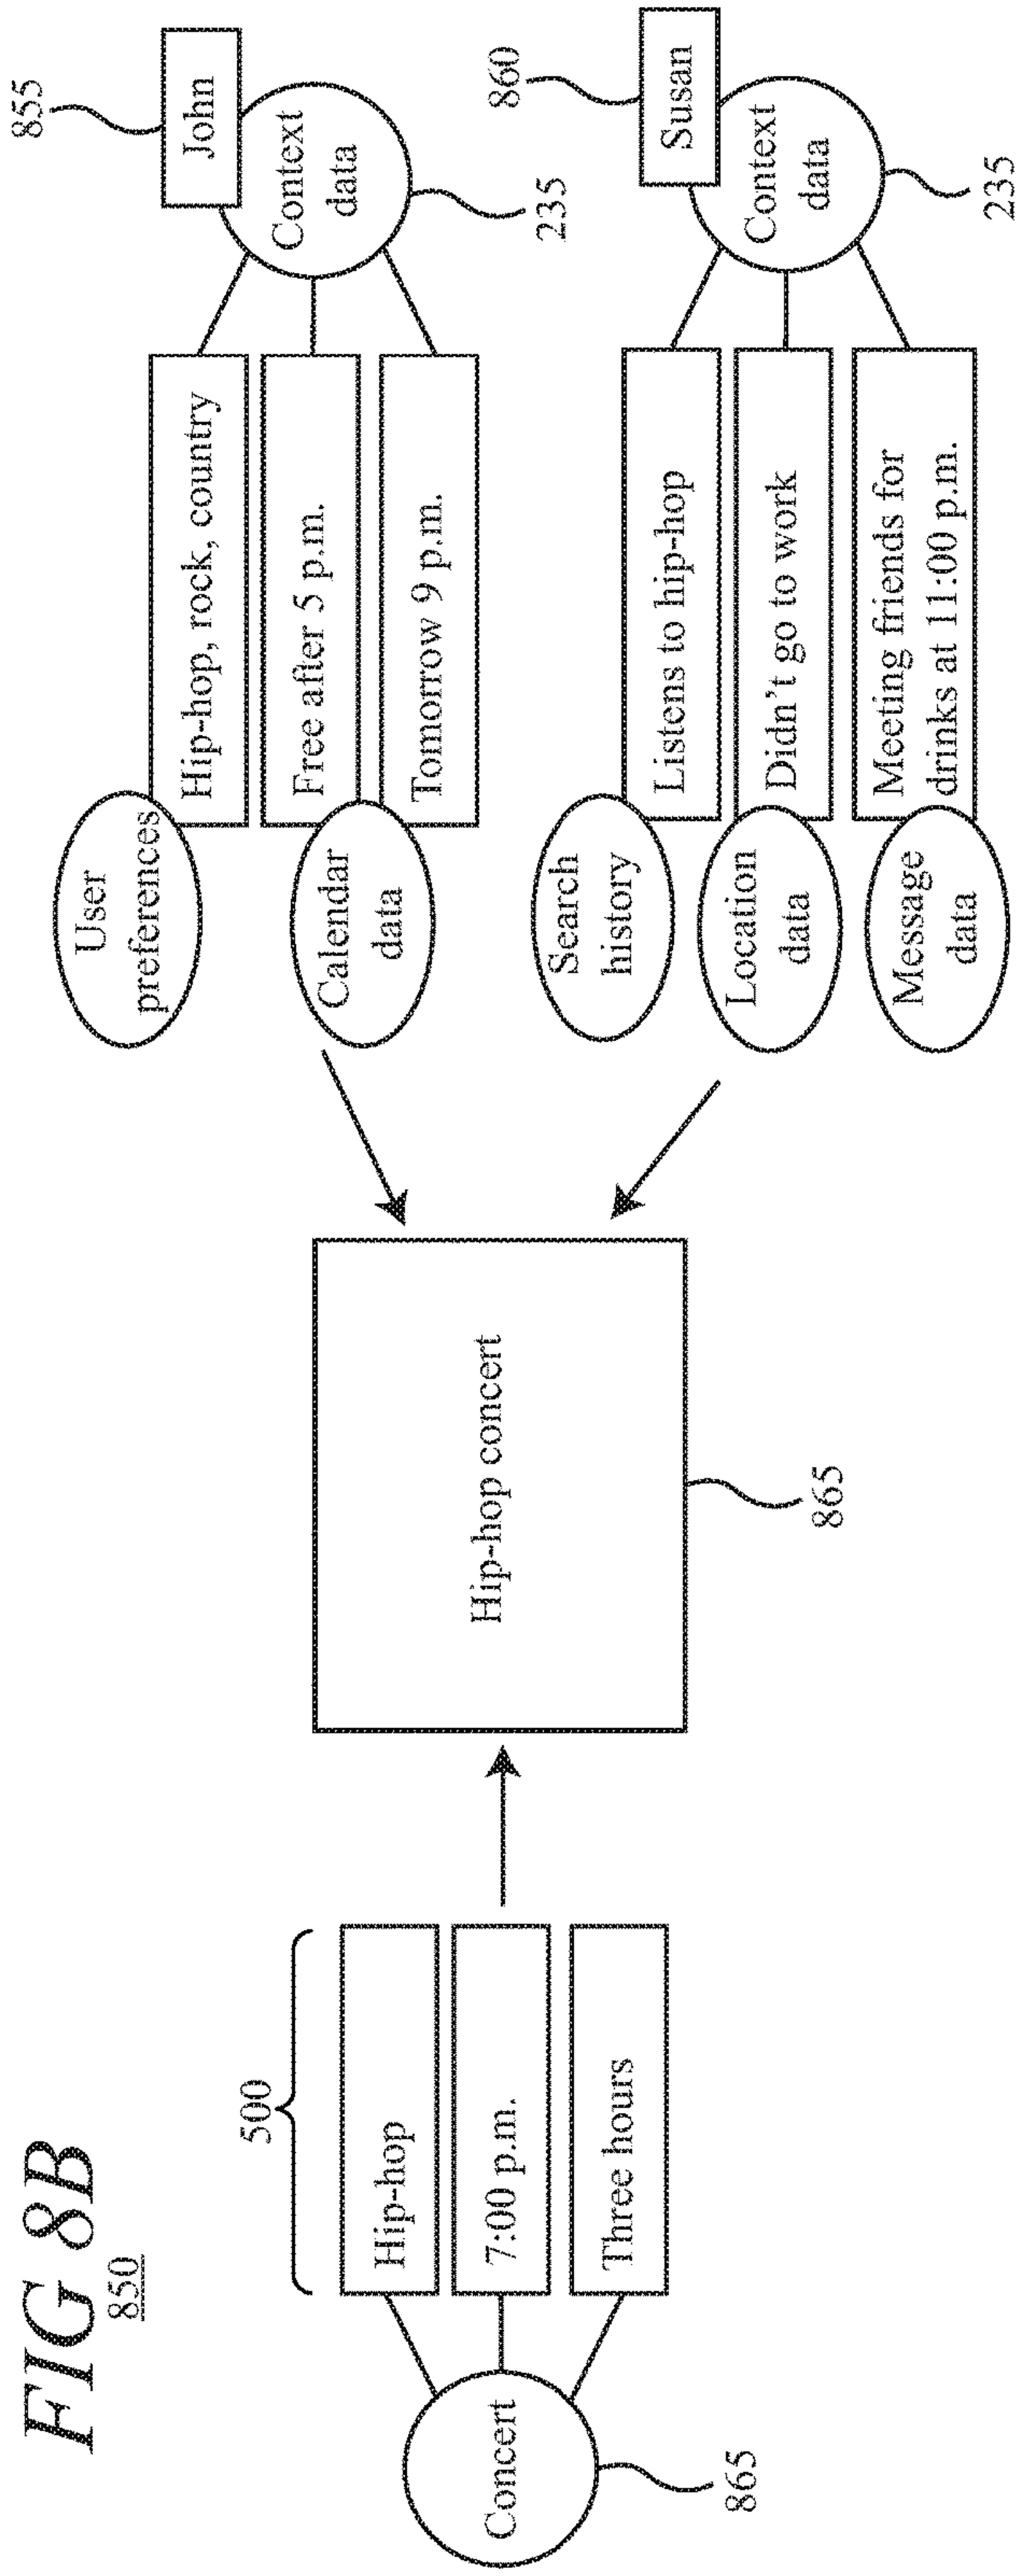 FIG 8B
850
500
Concert
865
Hip-hop
7:00 p.m.
Three hours
Hip-hop concert
865
User
preferences
Hip-hop, rock, country
Calendar
data
Free after 5 p.m.
Tomorrow 9 p.m.
John
855
Context
data
235
Search
history
Listens to hip-hop
Location
data
Didn't go to work
Message
data
Meeting friends for
drinks at 11:00 p.m.
Susan
860
Context
data
235